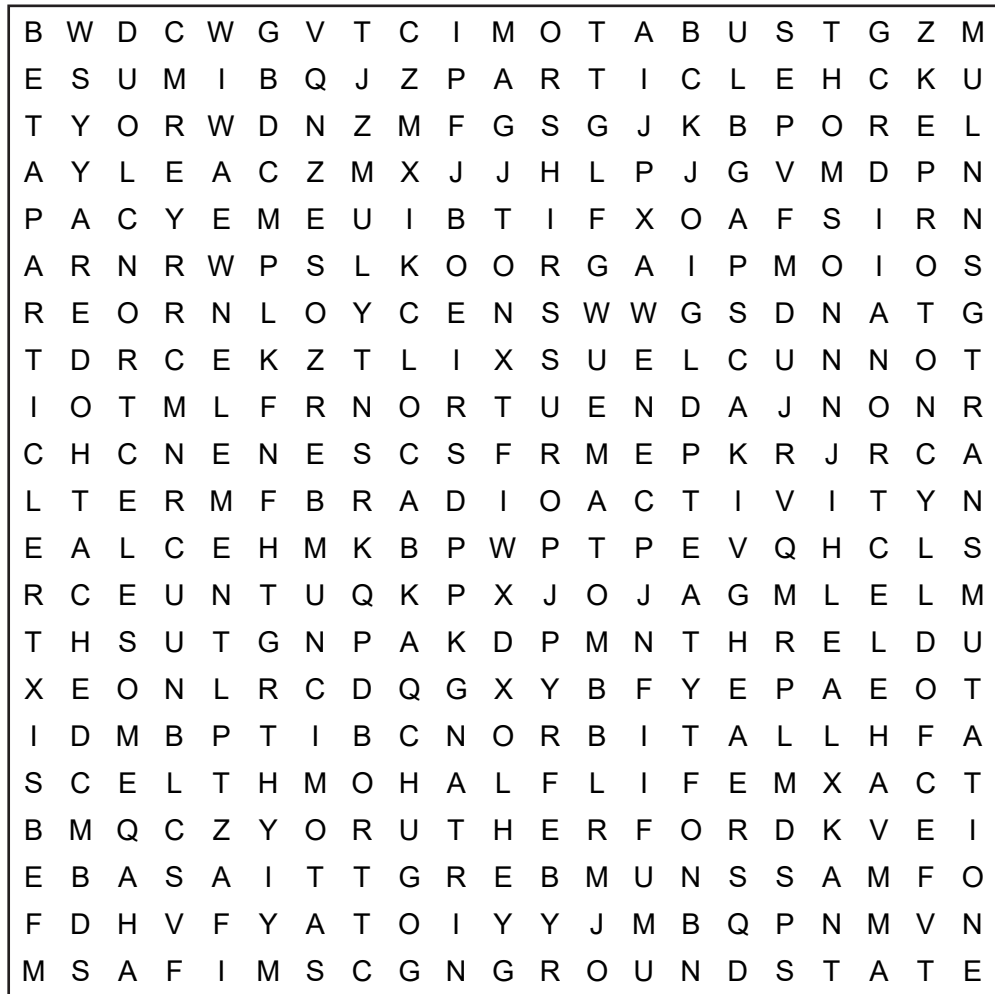 B W D C W G V T C I M O T A B U S T G Z M
E S U M I B Q J Z P A R T I C L E H C K U
T Y O R W D N Z M F G S G J K B P O R E L
A Y L E A C Z M X J J H L P J G V M D P N
P A C Y E M E U I B T I F X O A F S I R N
A R N R W P S L K O O R G A I P M O I O S
R E O R N L O Y C E N S W W G S D N A T G
T D R C E K Z T L I X S U E L C U N N O T
I O T M L F R N O R T U E N D A J N O N R
C H C N E N E S C S F R M E P K R J R C A
L T E R M F B R A D I O A C T I V I T Y N
E A L C E H M K B P W P T P E V Q H C L S
R C E U N T U Q K P X J O J A G M L E L M
T H S U T G N P A K D P M N T H R E L D U
X E O N L R C D Q G X Y B F Y E P A E O T
I D M B P T I B C N O R B I T A L L H F A
S C E L T H M O H A L F L I F E M X A C T
B M Q C Z Y O R U T H E R F O R D K V E I
E B A S A I T T G R E B M U N S S A M F O
F D H V F Y A T O I Y Y J M B Q P N M V N
M S A F I M S C G N G R O U N D S T A T E